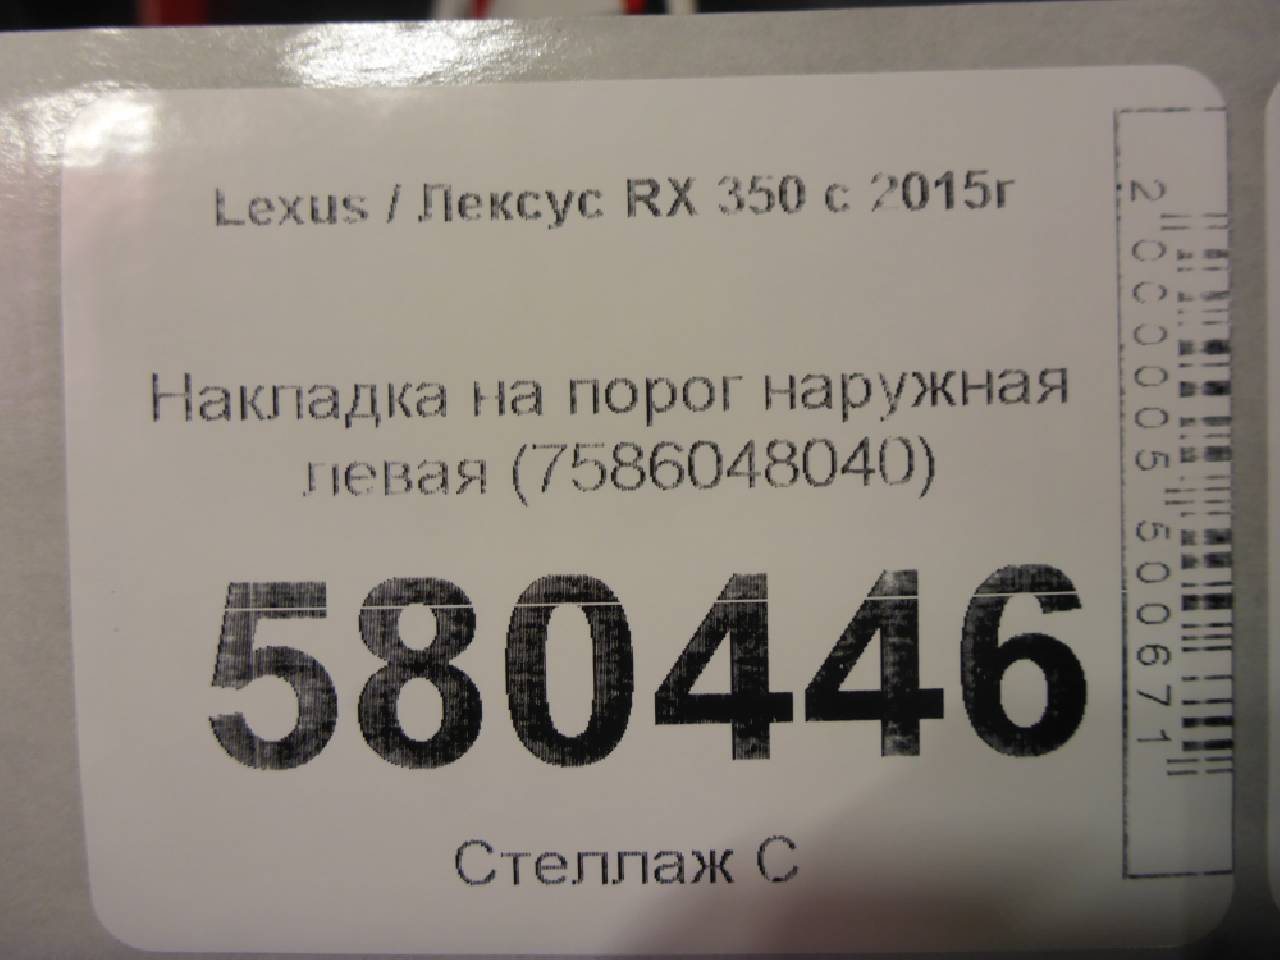 Lexus / Лексус RX 350 с 2015г
Накладка на порог наружная
левая (7586048040)
580446
Стеллаж С
2000005500671